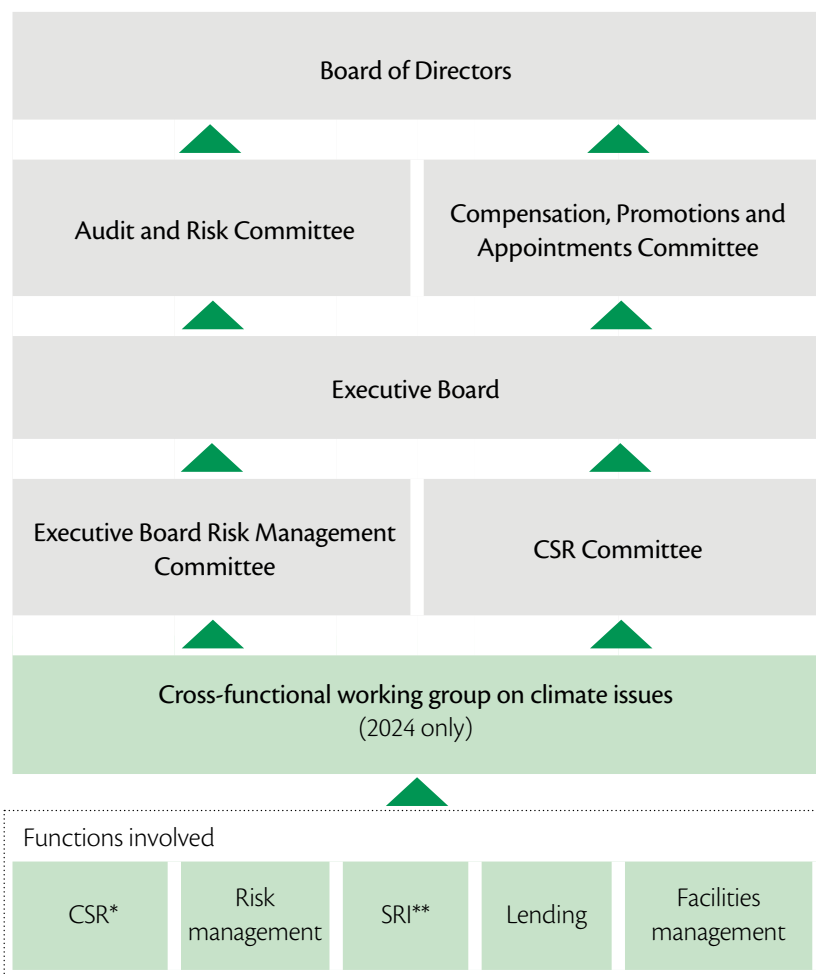 Board of Directors
Audit and Risk Committee
Compensation, Promotions and
Appointments Committee
Executive Board
Executive Board Risk Management
Committee
CSR Committee
Cross-functional working group on climate issues
(2024 only)
Functions involved
CSR*
Risk
management
SRI**
Lending
Facilities
management